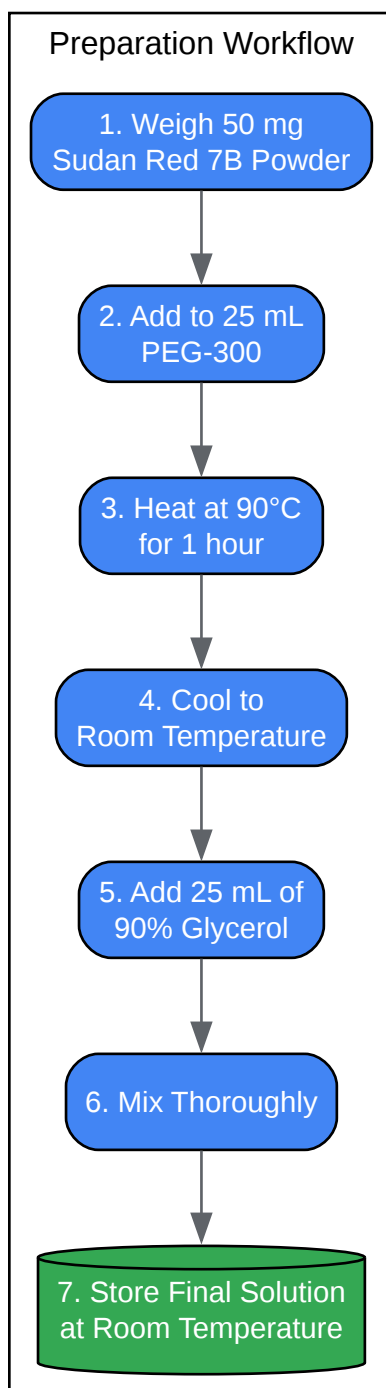 Preparation Workflow
1. Weigh 50 mg
Sudan Red 7B Powder
2. Add to 25 mL
PEG-300
3. Heat at 90°C
for 1 hour
4. Cool to
Room Temperature
5. Add 25 mL of
90% Glycerol
6. Mix Thoroughly
7. Store Final Solution
at Room Temperature